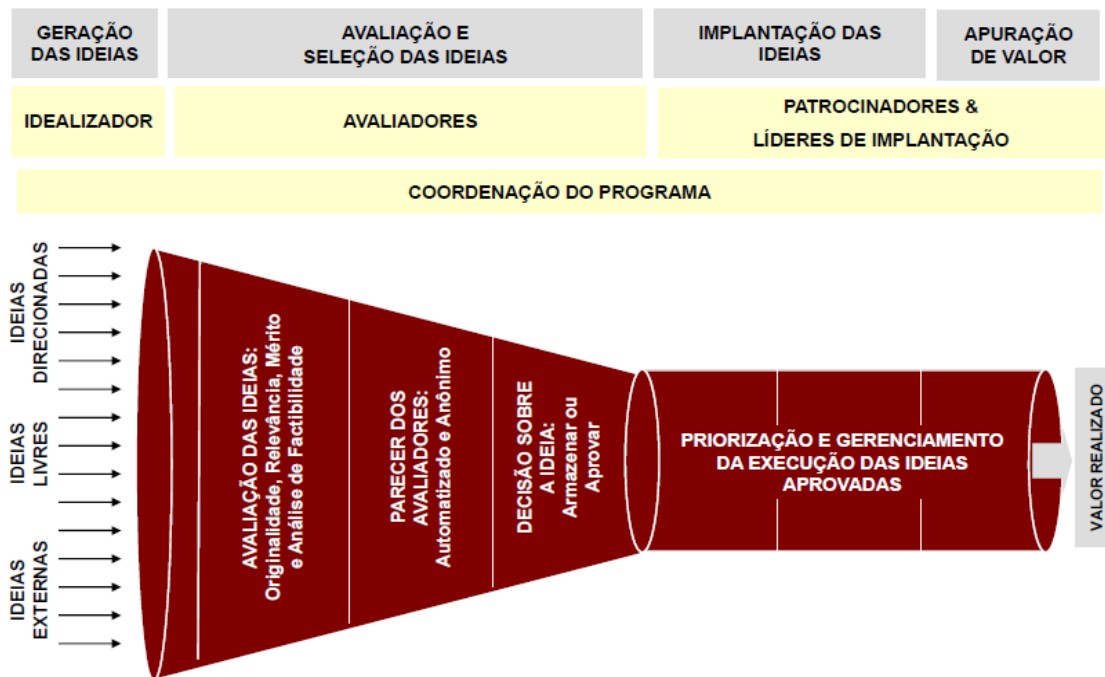 GERAÇÃO
DAS IDEIAS
AVALIAÇÃO E
SELEÇÃO DAS IDEIAS
IMPLANTAÇÃO DAS
IDEIAS
APURAÇÃO
DE VALOR
IDEALIZADOR
AVALIADORES
PATROCINADORES &
LÍDERES DE IMPLANTAÇÃO
COORDENAÇÃO DO PROGRAMA
IDEIAS
DIRECIONADAS
IDEIAS
LIVRES
IDEIAS
EXTERNAS
AVALIAÇÃO DAS IDEIAS:
Originalidade, Relevância, Mérito
e Análise de Factibilidade
PARECER DOS
AVALIADORES:
Automatizado e Anônimo
DECISÃO SOBRE
A IDEIA:
Armazenar ou
Aprovar
PRIORIZAÇÃO E GERENCIAMENTO
DA EXECUÇÃO DAS IDEIAS
APROVADAS
VALOR REALIZADO